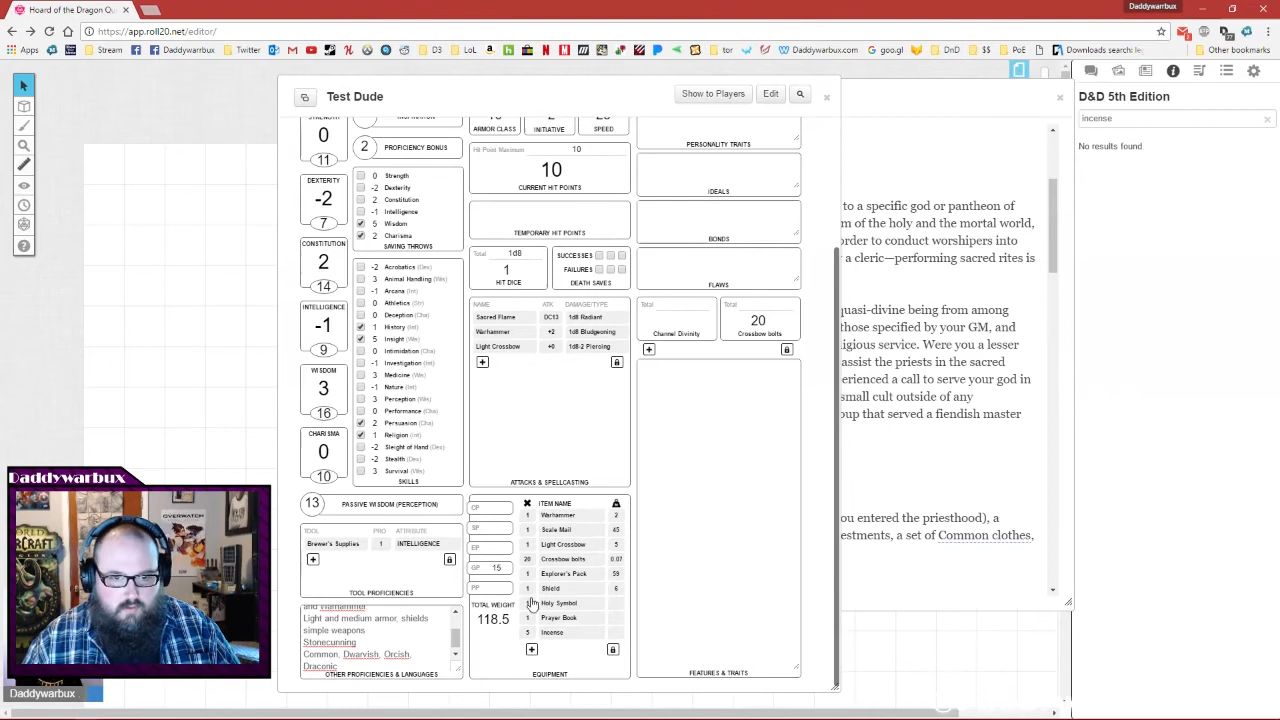 Daddywarbux
Hoard of the Dragon Qu
https://app.roll20.net/editor/
Apps
Stream
Facebook
Daddywarbux
Twitter
D3
LoL
tor
Daddywarbux.com
goo.gl
DnD
$$
PoE
Downloads search:
Other bookmarks
Test Dude
Show to Players
Edit
D&D 5th Edition
incense
No results found.
STRENGTH
0
11
DEXTERITY
-2
7
CONSTITUTION
2
14
INTELLIGENCE
-1
9
WISDOM
3
16
CHARISMA
0
10
INSPIRATION
2 PROFICIENCY BONUS
0 Strength
-2 Dexterity
2 Constitution
-1 Intelligence
5 Wisdom
2 Charisma
SAVING THROWS
-2 Acrobatics (Dex)
3 Animal Handling (Wis)
-1 Arcana (Int)
0 Athletics (Str)
0 Deception (Cha)
1 History (Int)
5 Insight (Wis)
0 Intimidation (Cha)
-1 Investigation (Int)
3 Medicine (Wis)
-1 Nature (Int)
3 Perception (Wis)
0 Performance (Cha)
2 Persuasion (Cha)
1 Religion (Int)
-2 Sleight of Hand (Dex)
-2 Stealth (Dex)
3 Survival (Wis)
SKILLS
13 PASSIVE WISDOM (PERCEPTION)
TOOL PRO ATTRIBUTE
Brewer's Supplies 1 INTELLIGENCE
TOOL PROFICIENCIES
and Warhammer.
Light and medium armor, shields
simple weapons
Stonecunning
Common, Dwarvish, Orcish,
Draconic
OTHER PROFICIENCIES & LANGUAGES
ARMOR CLASS
INITIATIVE
SPEED
Hit Point Maximum 10
10
CURRENT HIT POINTS
TEMPORARY HIT POINTS
Total 1d8
1
HIT DICE
SUCCESSES
FAILURES
DEATH SAVES
NAME ATK DAMAGE/TYPE
Sacred Flame DC13 1d8 Radiant
Warhammer +2 1d8 Bludgeoning
Light Crossbow +0 1d8-2 Piercing
ATTACKS & SPELLCASTING
CP
SP
EP
GP 15
PP
TOTAL WEIGHT
118.5
ITEM NAME
1 Warhammer 2
1 Scale Mail 45
1 Light Crossbow 5
20 Crossbow bolts 0.07
1 Explorer's Pack 59
1 Shield 6
Holy Symbol
1 Prayer Book
5 Incense
EQUIPMENT
PERSONALITY TRAITS
IDEALS
BONDS
FLAWS
Total
Channel Divinity
Total
20
Crossbow bolts
FEATURES & TRAITS
to a specific god or pantheon of
m of the holy and the mortal world,
order to conduct worshipers into
a cleric—performing sacred rites is
quasi-divine being from among
those specified by your GM, and
ligious service. Were you a lesser
assist the priests in the sacred
erienced a call to serve your god in
small cult outside of any
oup that served a fiendish master
ou entered the priesthood), a
estments, a set of Common clothes,
Daddywarbux
WORLD
CRAFT
OVERWATCH
Daddywarbux